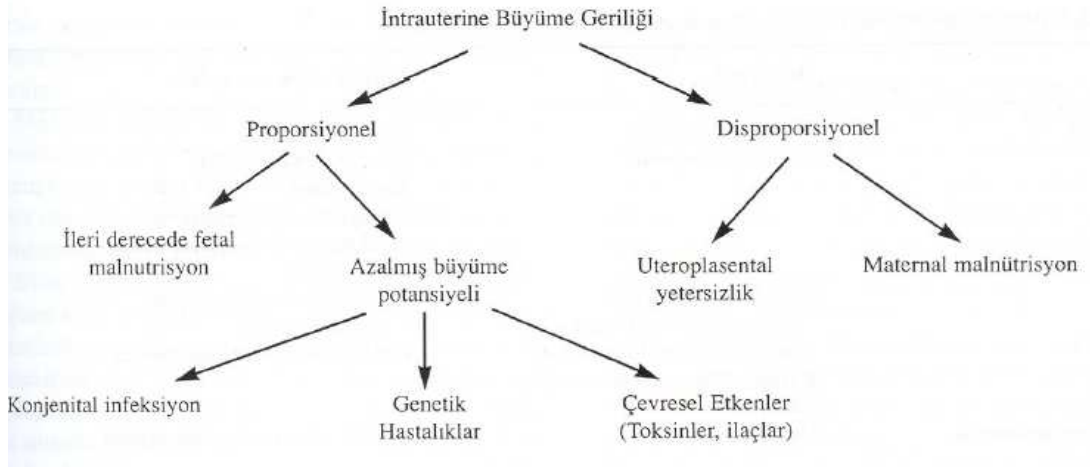 İntrauterine Büyüme Geriliği
Proporsiyonel
Disproporsiyonel
İleri derecede fetal
malnutrisyon
Azalmış büyüme
potansiyeli
Uteroplasental
yetersizlik
Maternal malnütrisyon
Konjenital infeksiyon
Genetik
Hastalıklar
Çevresel Etkenler
(Toksinler, ilaçlar)